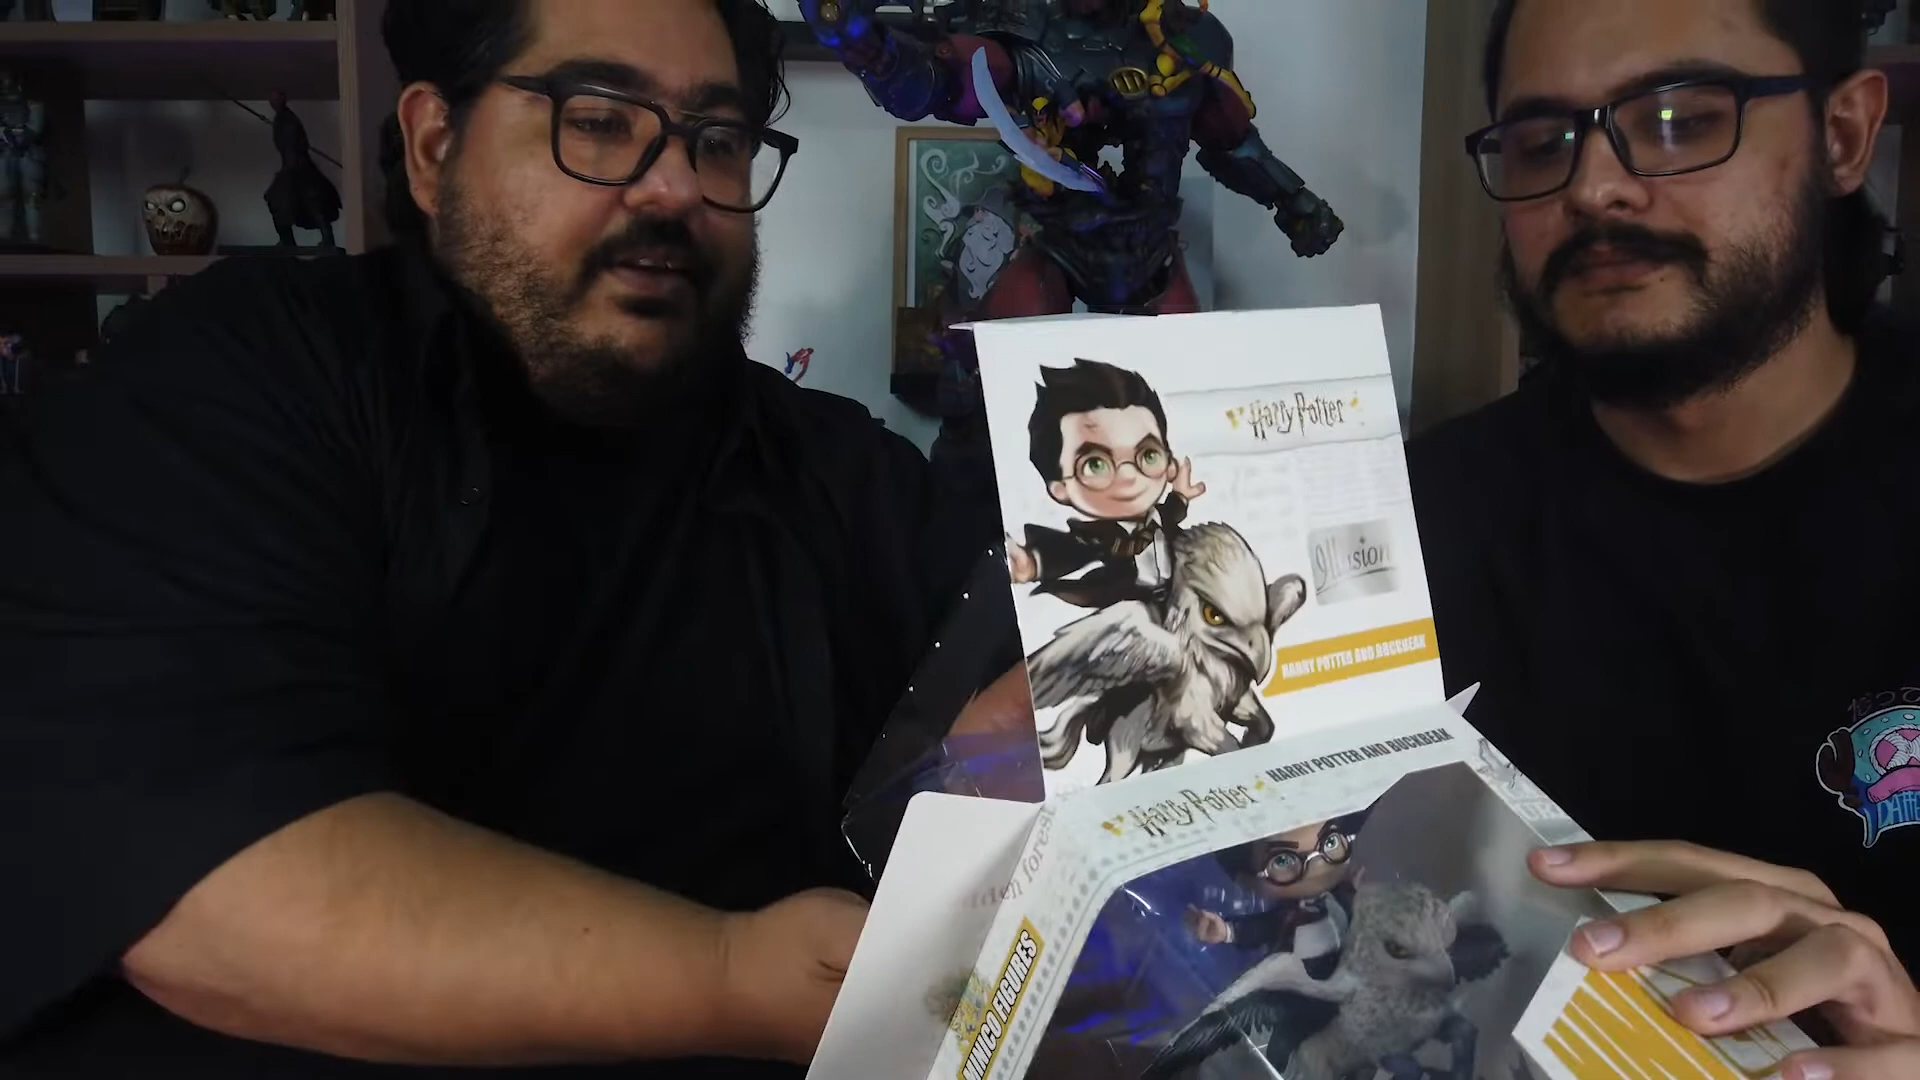 Harry Potter
Illusion
HARRY POTTER AND BUCKBEAK
HARRY POTTER AND BUCKBEAK
Harry Potter
MINICO FIGURES